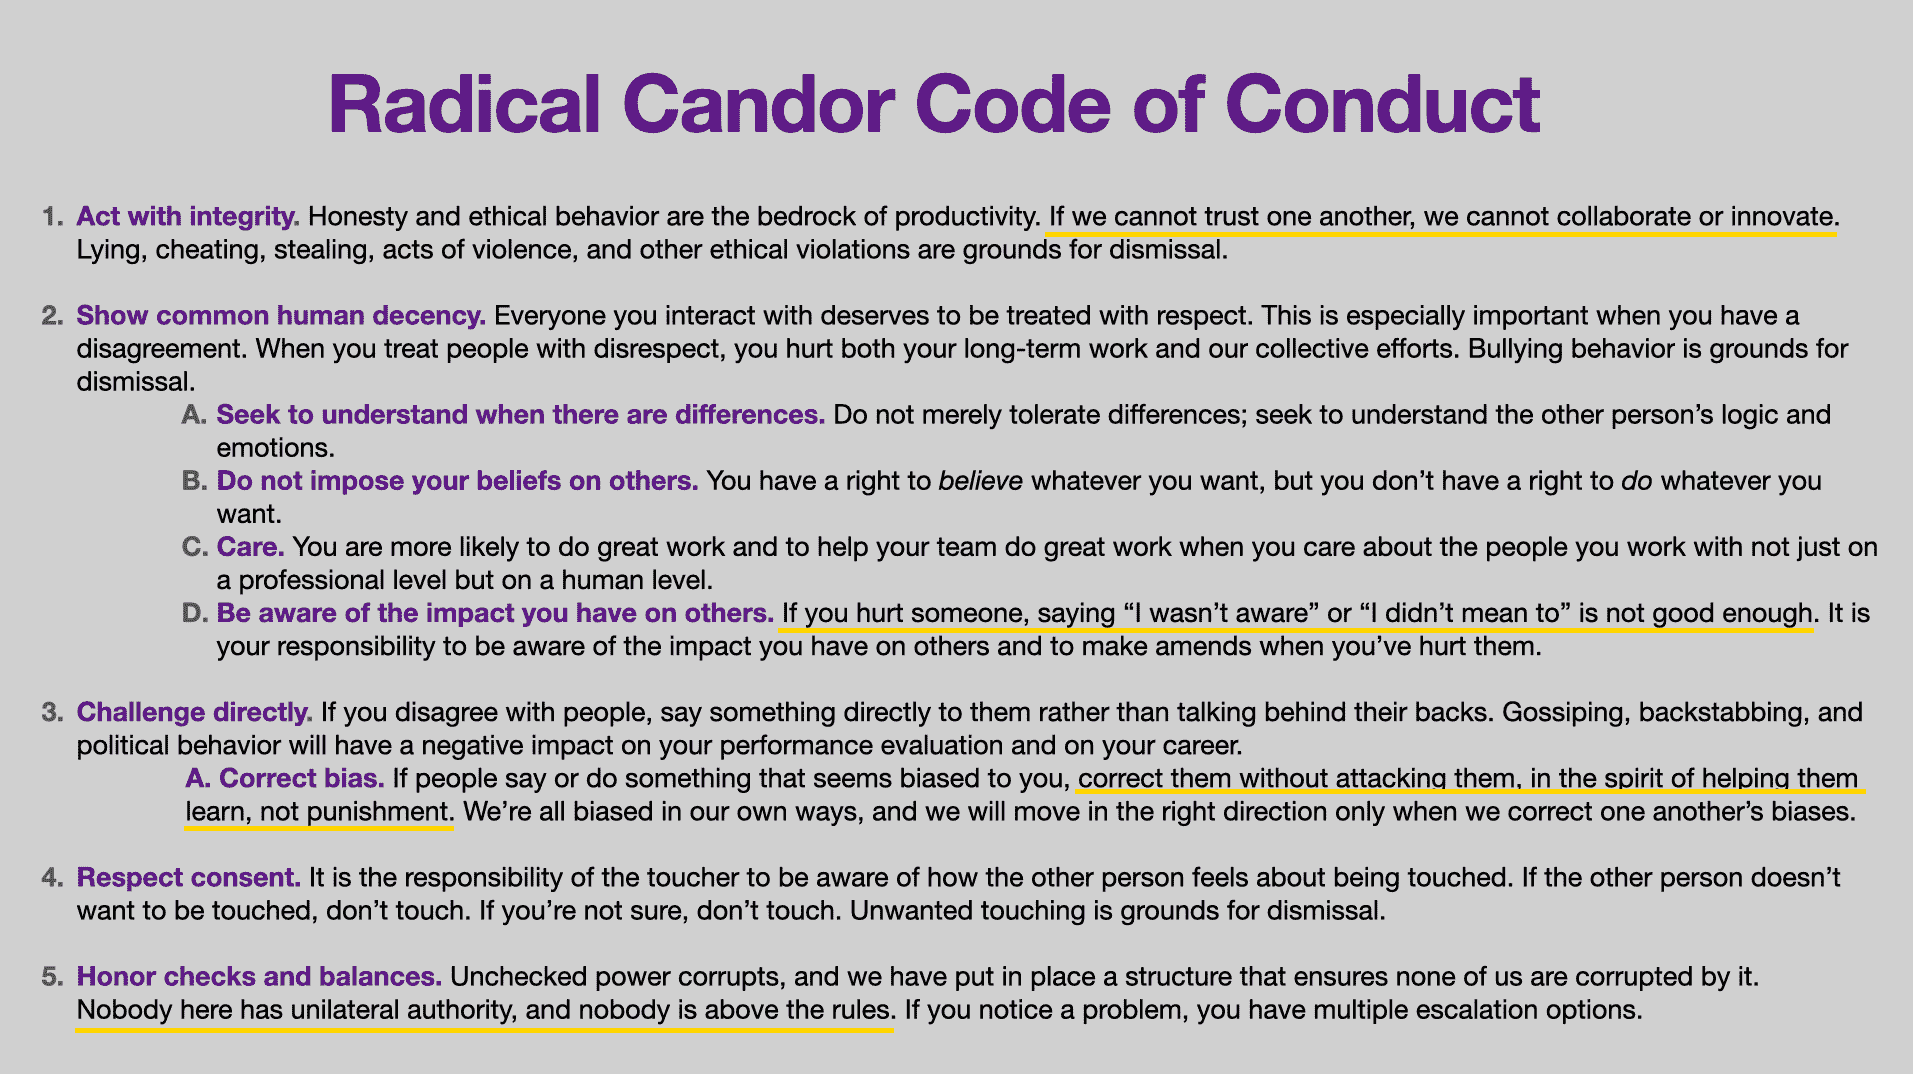 Radical Candor Code of Conduct
1. Act with integrity. Honesty and ethical behavior are the bedrock of productivity. If we cannot trust one another, we cannot collaborate or innovate.
Lying, cheating, stealing, acts of violence, and other ethical violations are grounds for dismissal.
2. Show common human decency. Everyone you interact with deserves to be treated with respect. This is especially important when you have a
disagreement. When you treat people with disrespect, you hurt both your long-term work and our collective efforts. Bullying behavior is grounds for
dismissal.
A. Seek to understand when there are differences. Do not merely tolerate differences; seek to understand the other person’s logic and
emotions.
B. Do not impose your beliefs on others. You have a right to believe whatever you want, but you don’t have a right to do whatever you
want.
C. Care. You are more likely to do great work and to help your team do great work when you care about the people you work with not just on
a professional level but on a human level.
D. Be aware of the impact you have on others. If you hurt someone, saying “I wasn’t aware” or “I didn’t mean to” is not good enough. It is
your responsibility to be aware of the impact you have on others and to make amends when you’ve hurt them.
3. Challenge directly. If you disagree with people, say something directly to them rather than talking behind their backs. Gossiping, backstabbing, and
political behavior will have a negative impact on your performance evaluation and on your career.
A. Correct bias. If people say or do something that seems biased to you, correct them without attacking them, in the spirit of helping them
learn, not punishment. We’re all biased in our own ways, and we will move in the right direction only when we correct one another’s biases.
4. Respect consent. It is the responsibility of the toucher to be aware of how the other person feels about being touched. If the other person doesn’t
want to be touched, don’t touch. If you’re not sure, don’t touch. Unwanted touching is grounds for dismissal.
5. Honor checks and balances. Unchecked power corrupts, and we have put in place a structure that ensures none of us are corrupted by it.
Nobody here has unilateral authority, and nobody is above the rules. If you notice a problem, you have multiple escalation options.